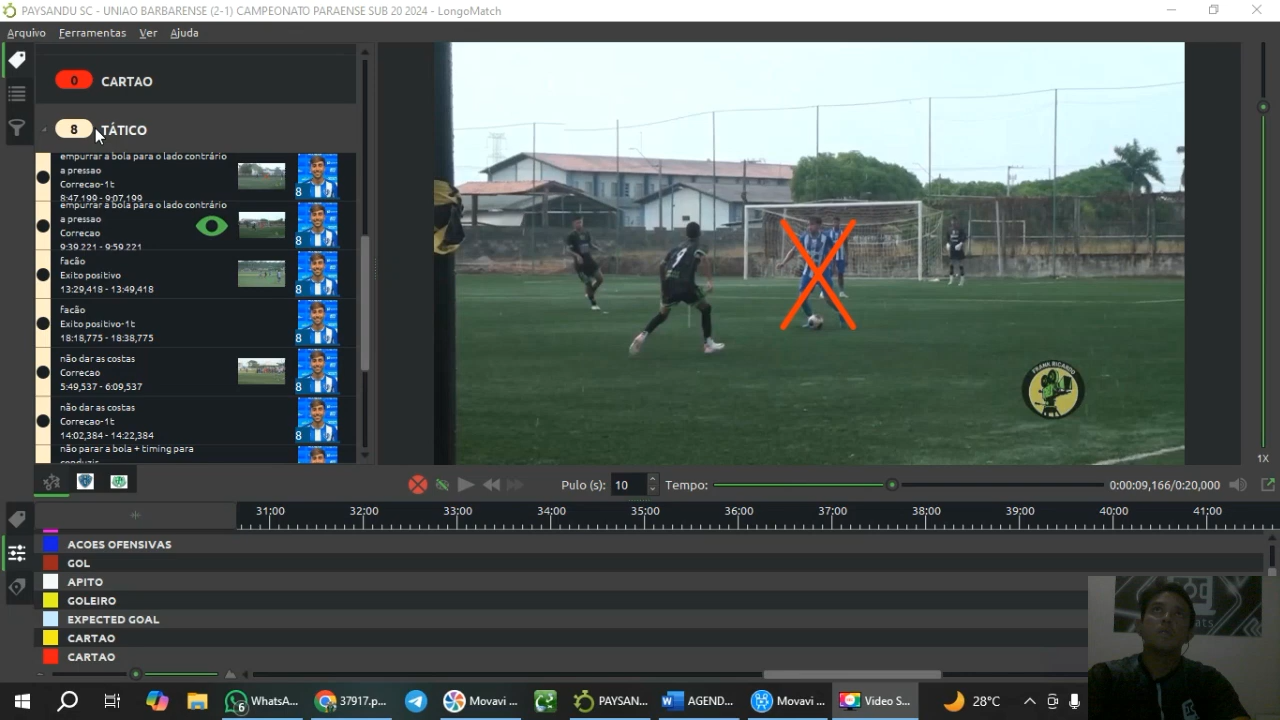 PAYSANDU SC - UNIAO BARBARENSE (2-1) CAMPEONATO PARAENSE SUB 20 2024 - LongoMatch
Arquivo Ferramentas Ver Ajuda
0 CARTAO
8 TÁTICO
empurrar a bola para o lado contrário
a pressao
Correcao-1t
8:47,199 - 9:07,199
8
empurrar a bola para o lado contrário
a pressao
Correcao
9:39,221 - 9:59,221
8
facão
Exito positivo
13:29,418 - 13:49,418
8
facão
Exito positivo-1t
18:18,775 - 18:38,775
8
não dar as costas
Correcao
5:49,537 - 6:09,537
8
não dar as costas
Correcao-1t
14:02,384 - 14:22,384
8
não parar a bola + timing para
conduzir
FRANK RICARDO
Pulo (s): 10 Tempo: 0:00:09,166/0:20,000
1X
31:00 32:00 33:00 34:00 35:00 36:00 37:00 38:00 39:00 40:00 41:00
ACOES OFENSIVAS
GOL
APITO
GOLEIRO
EXPECTED GOAL
CARTAO
CARTAO
6 WhatsA... 37917.p... Movavi ... PAYSAN... AGEND... Movavi ... Video S... 28°C